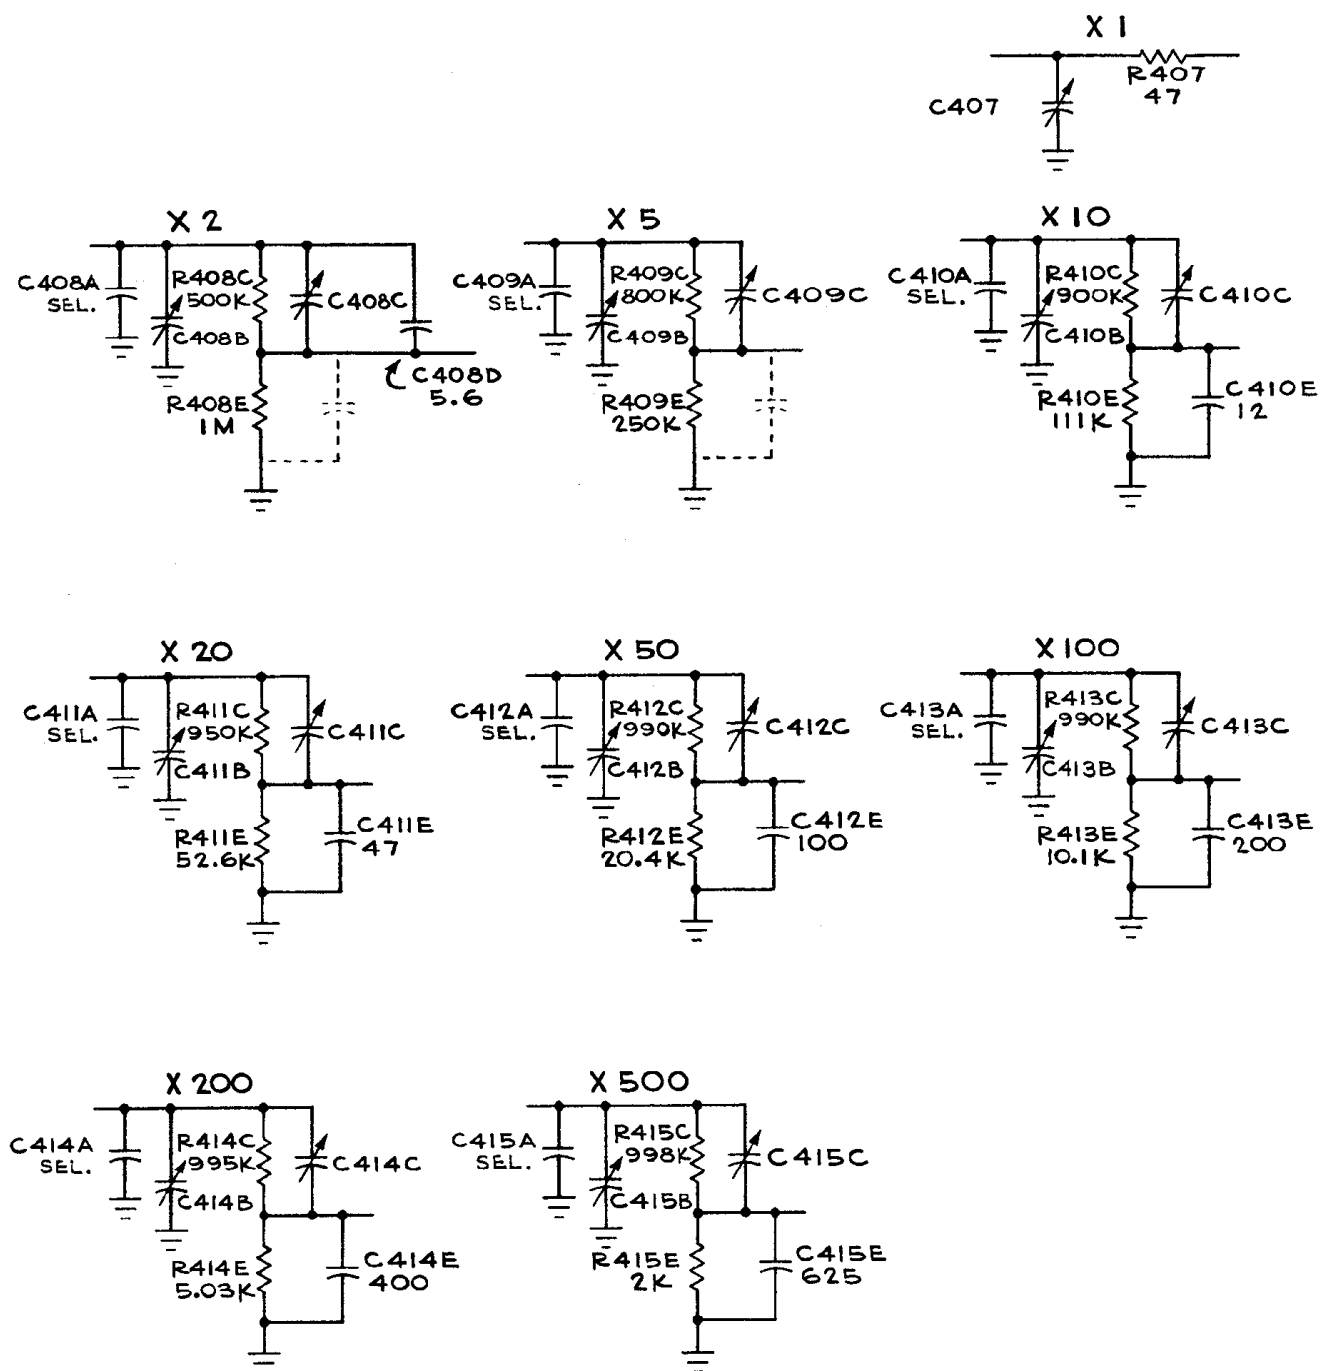 X 1
R407
47
C407
X 2
C408A
SEL.
R408C
500K
C408C
C408B
C408D
5.6
R408E
1M
X 5
C409A
SEL.
R409C
800K
C409C
C409B
R409E
250K
X 10
C410A
SEL.
R410C
900K
C410C
C410B
R410E
111K
C410E
12
X 20
C411A
SEL.
R411C
950K
C411C
C411B
R411E
52.6K
C411E
47
X 50
C412A
SEL.
R412C
990K
C412C
C412B
R412E
20.4K
C412E
100
X 100
C413A
SEL.
R413C
990K
C413C
C413B
R413E
10.1K
C413E
200
X 200
C414A
SEL.
R414C
995K
C414C
C414B
R414E
5.03K
C414E
400
X 500
C415A
SEL.
R415C
998K
C415C
C415B
R415E
2K
C415E
625